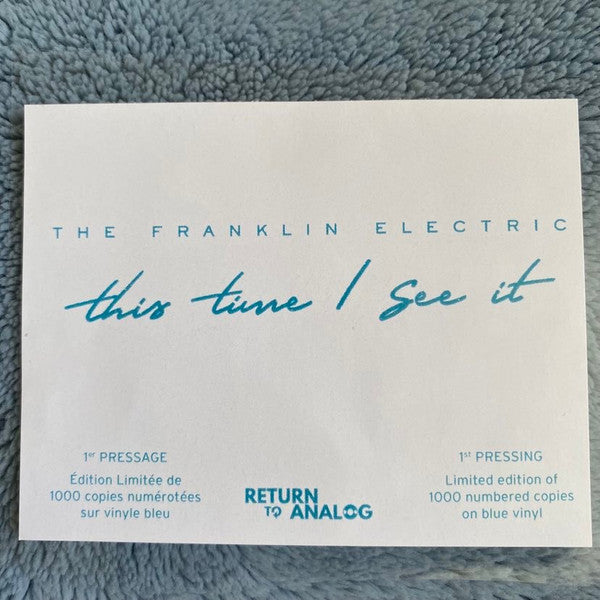 THE FRANKLIN ELECTRIC
this time I see it
1er PRESSAGE
Édition Limitée de
1000 copies numérotées
sur vinyle bleu
RETURN
TO ANALOG
1st PRESSING
Limited edition of
1000 numbered copies
on blue vinyl